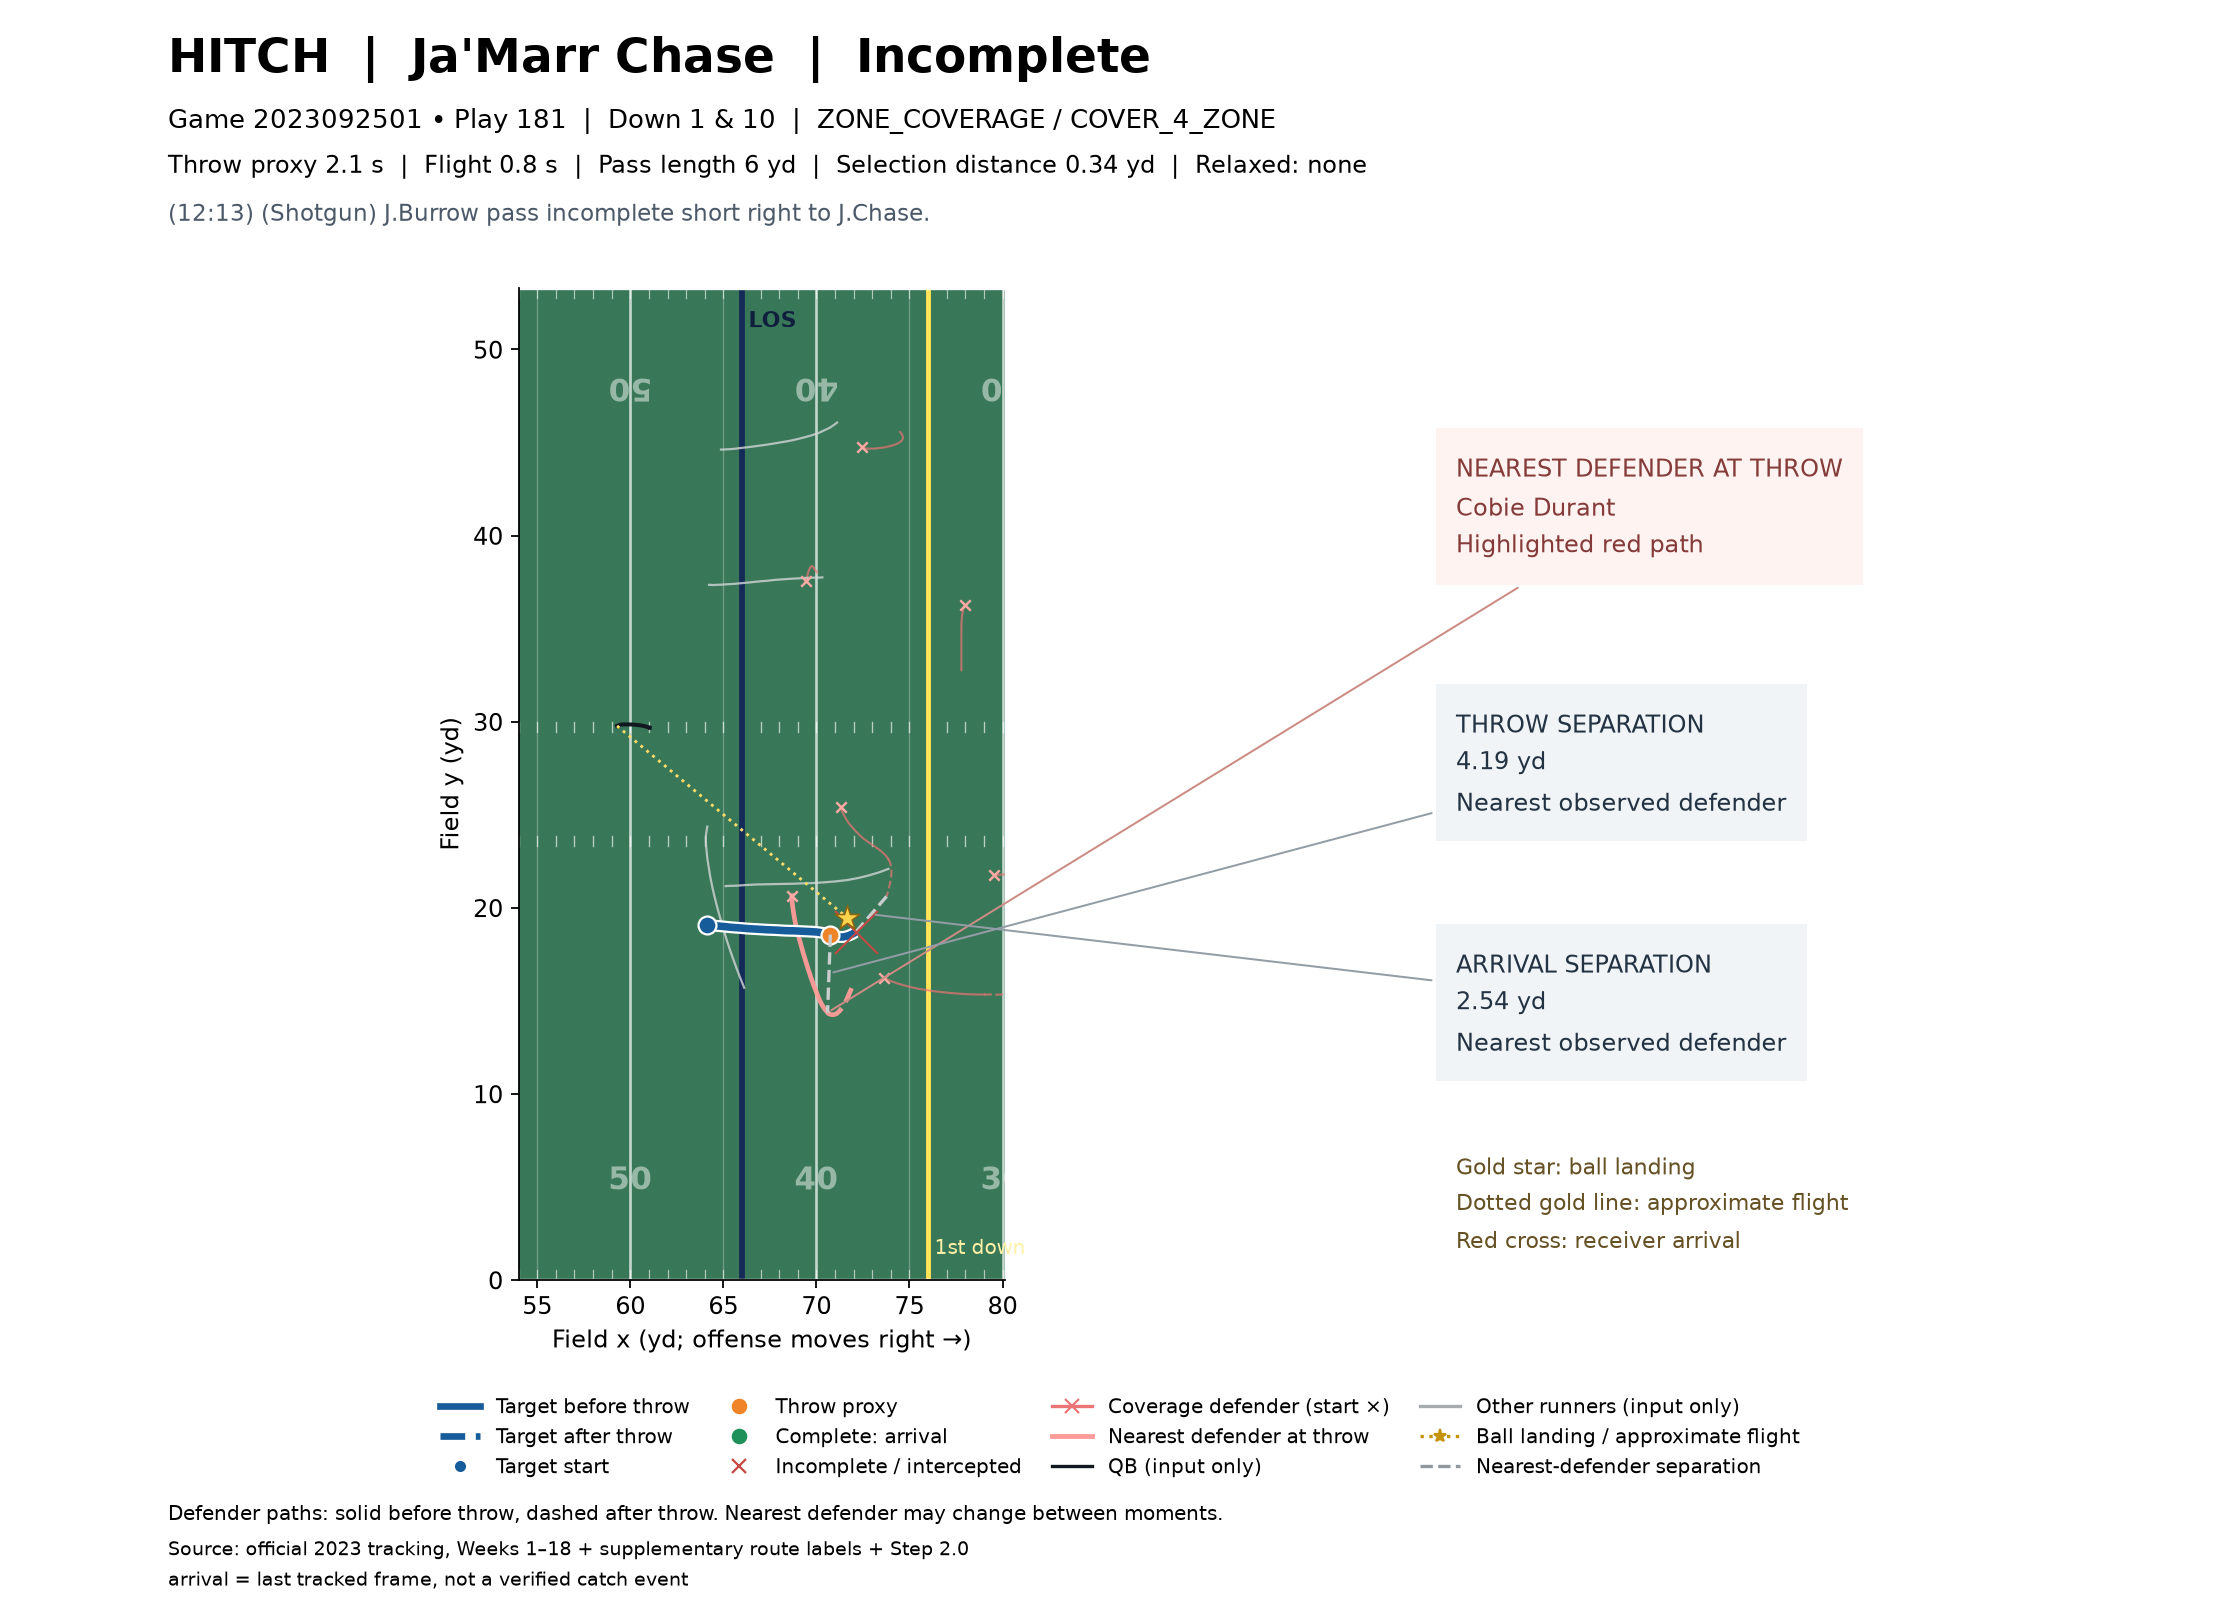 HITCH | Ja'Marr Chase | Incomplete
Game 2023092501 • Play 181 | Down 1 & 10 | ZONE_COVERAGE / COVER_4_ZONE
Throw proxy 2.1 s | Flight 0.8 s | Pass length 6 yd | Selection distance 0.34 yd | Relaxed: none
(12:13) (Shotgun) J.Burrow pass incomplete short right to J.Chase.
LOS
50 40 0
NEAREST DEFENDER AT THROW
Cobie Durant
Highlighted red path
THROW SEPARATION
4.19 yd
Nearest observed defender
ARRIVAL SEPARATION
2.54 yd
Nearest observed defender
Gold star: ball landing
Dotted gold line: approximate flight
Red cross: receiver arrival
50 40 3
1st down
50
40
30
20
10
0
Field y (yd)
55 60 65 70 75 80
Field x (yd; offense moves right →)
Target before throw
Target after throw
Target start
Throw proxy
Complete: arrival
Incomplete / intercepted
Coverage defender (start ×)
Nearest defender at throw
QB (input only)
Other runners (input only)
Ball landing / approximate flight
Nearest-defender separation
Defender paths: solid before throw, dashed after throw. Nearest defender may change between moments.
Source: official 2023 tracking, Weeks 1–18 + supplementary route labels + Step 2.0
arrival = last tracked frame, not a verified catch event